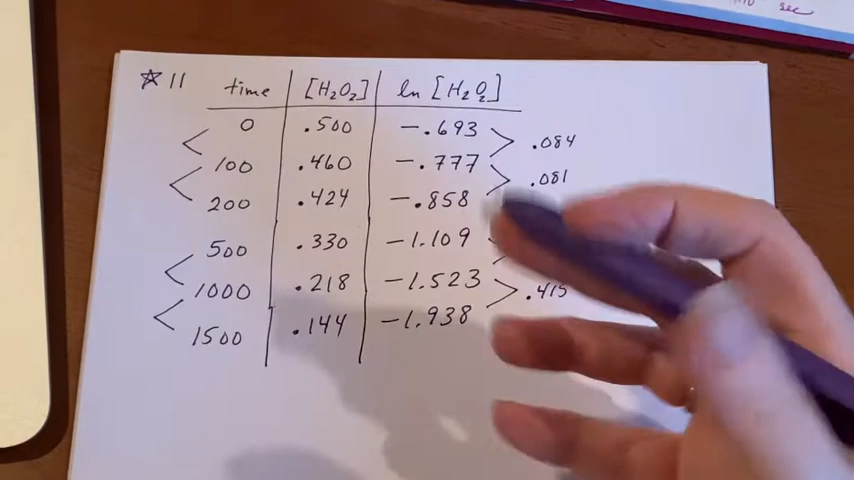 sec
☆ 11 time [H₂O₂] ln [H₂O₂]
0 .500 -.693
.084
100 .460 -.777
.081
200 .424 -.858
500 .330 -1.109
1000 .218 -1.523
.415
1500 .144 -1.938